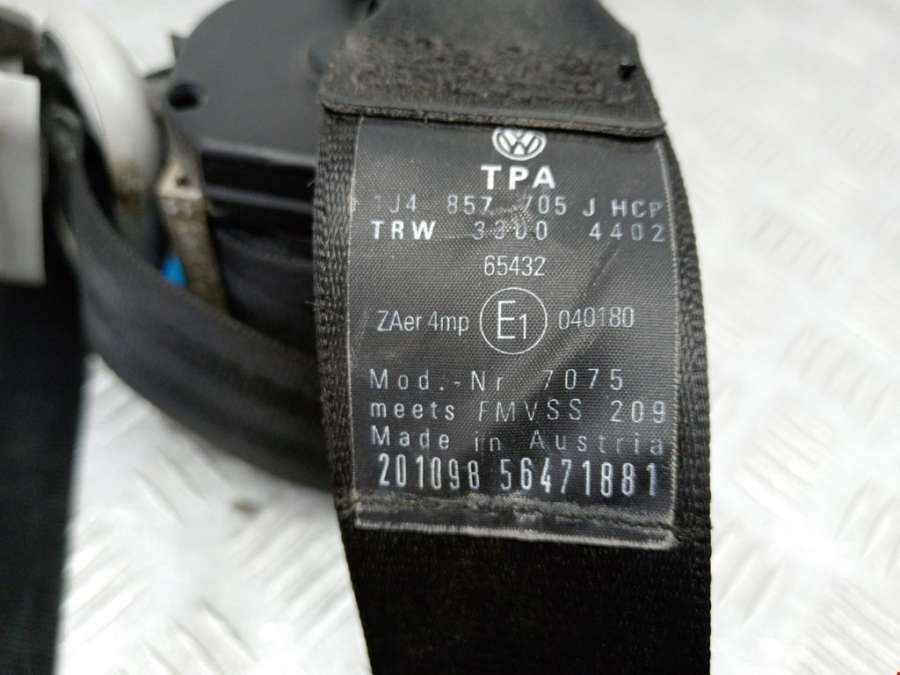 TPA
1J4 857 705 J HCP
TRW 3300 4402
65432
ZAer 4mp E1 040180
Mod.-Nr 7075
meets FMVSS 209
Made in Austria
201098 56471881